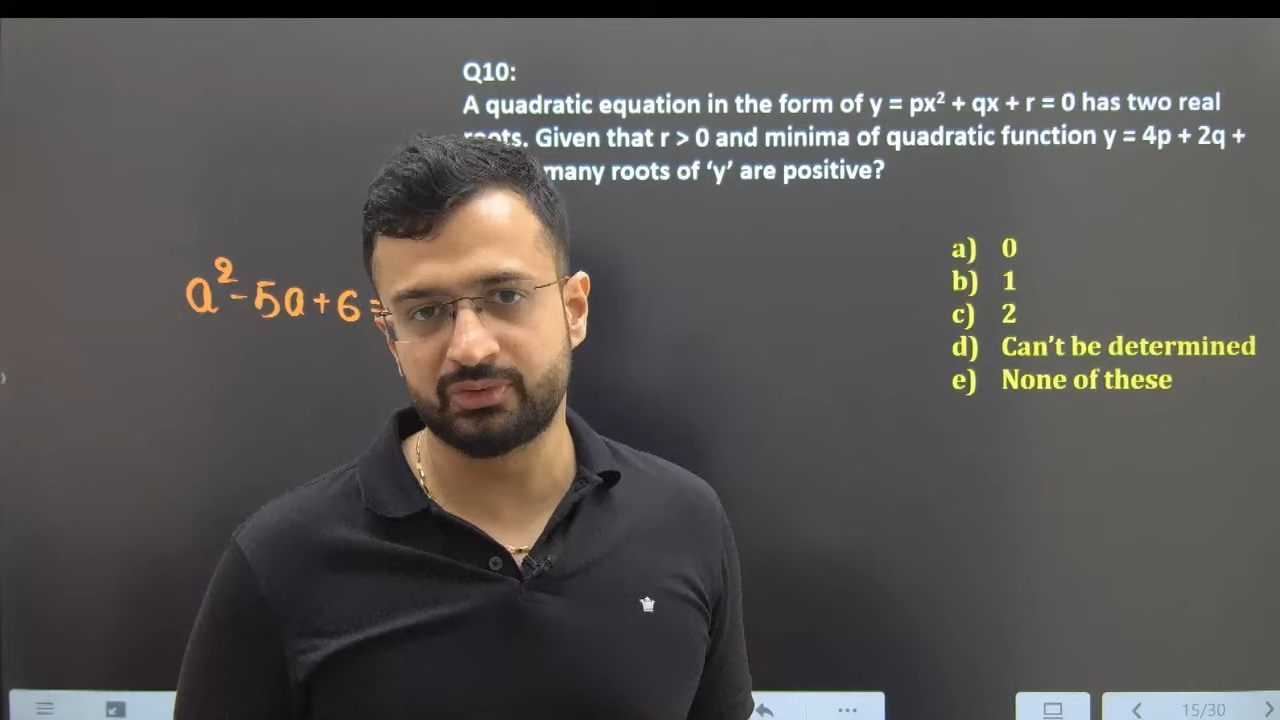 Q10:
A quadratic equation in the form of y = px² + qx + r = 0 has two real
roots. Given that r > 0 and minima of quadratic function y = 4p + 2q +
many roots of ‘y’ are positive?
a) 0
b) 1
c) 2
d) Can't be determined
e) None of these
a² - 5a + 6 =
15/30